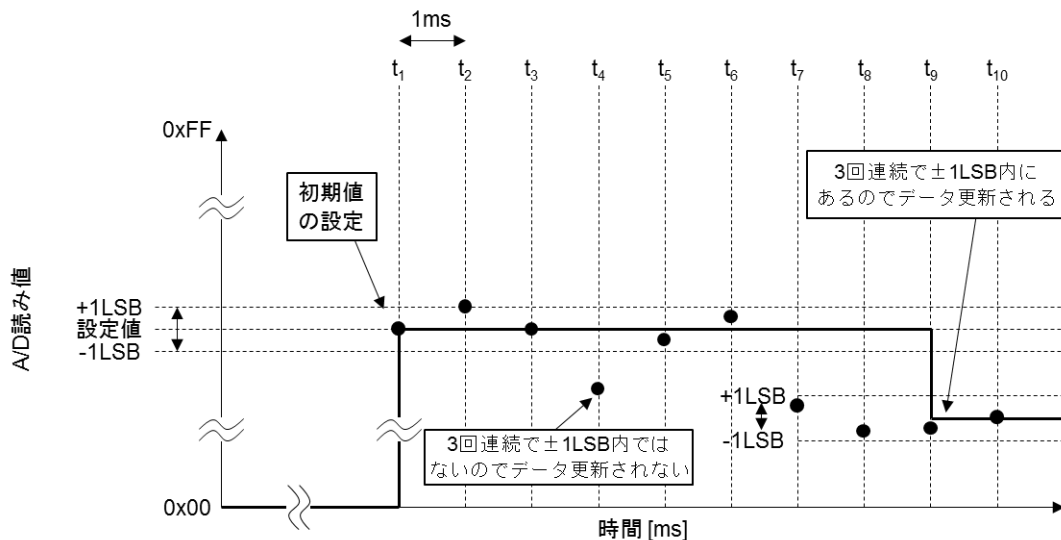 1ms
t1
t2
t3
t4
t5
t6
t7
t8
t9
t10
0xFF
3回連続で±1LSB内に
あるのでデータ更新される
初期値
の設定
A/D読み値
+1LSB
設定値
-1LSB
+1LSB
-1LSB
3回連続で±1LSB内では
ないのでデータ更新されない
0x00
時間 [ms]